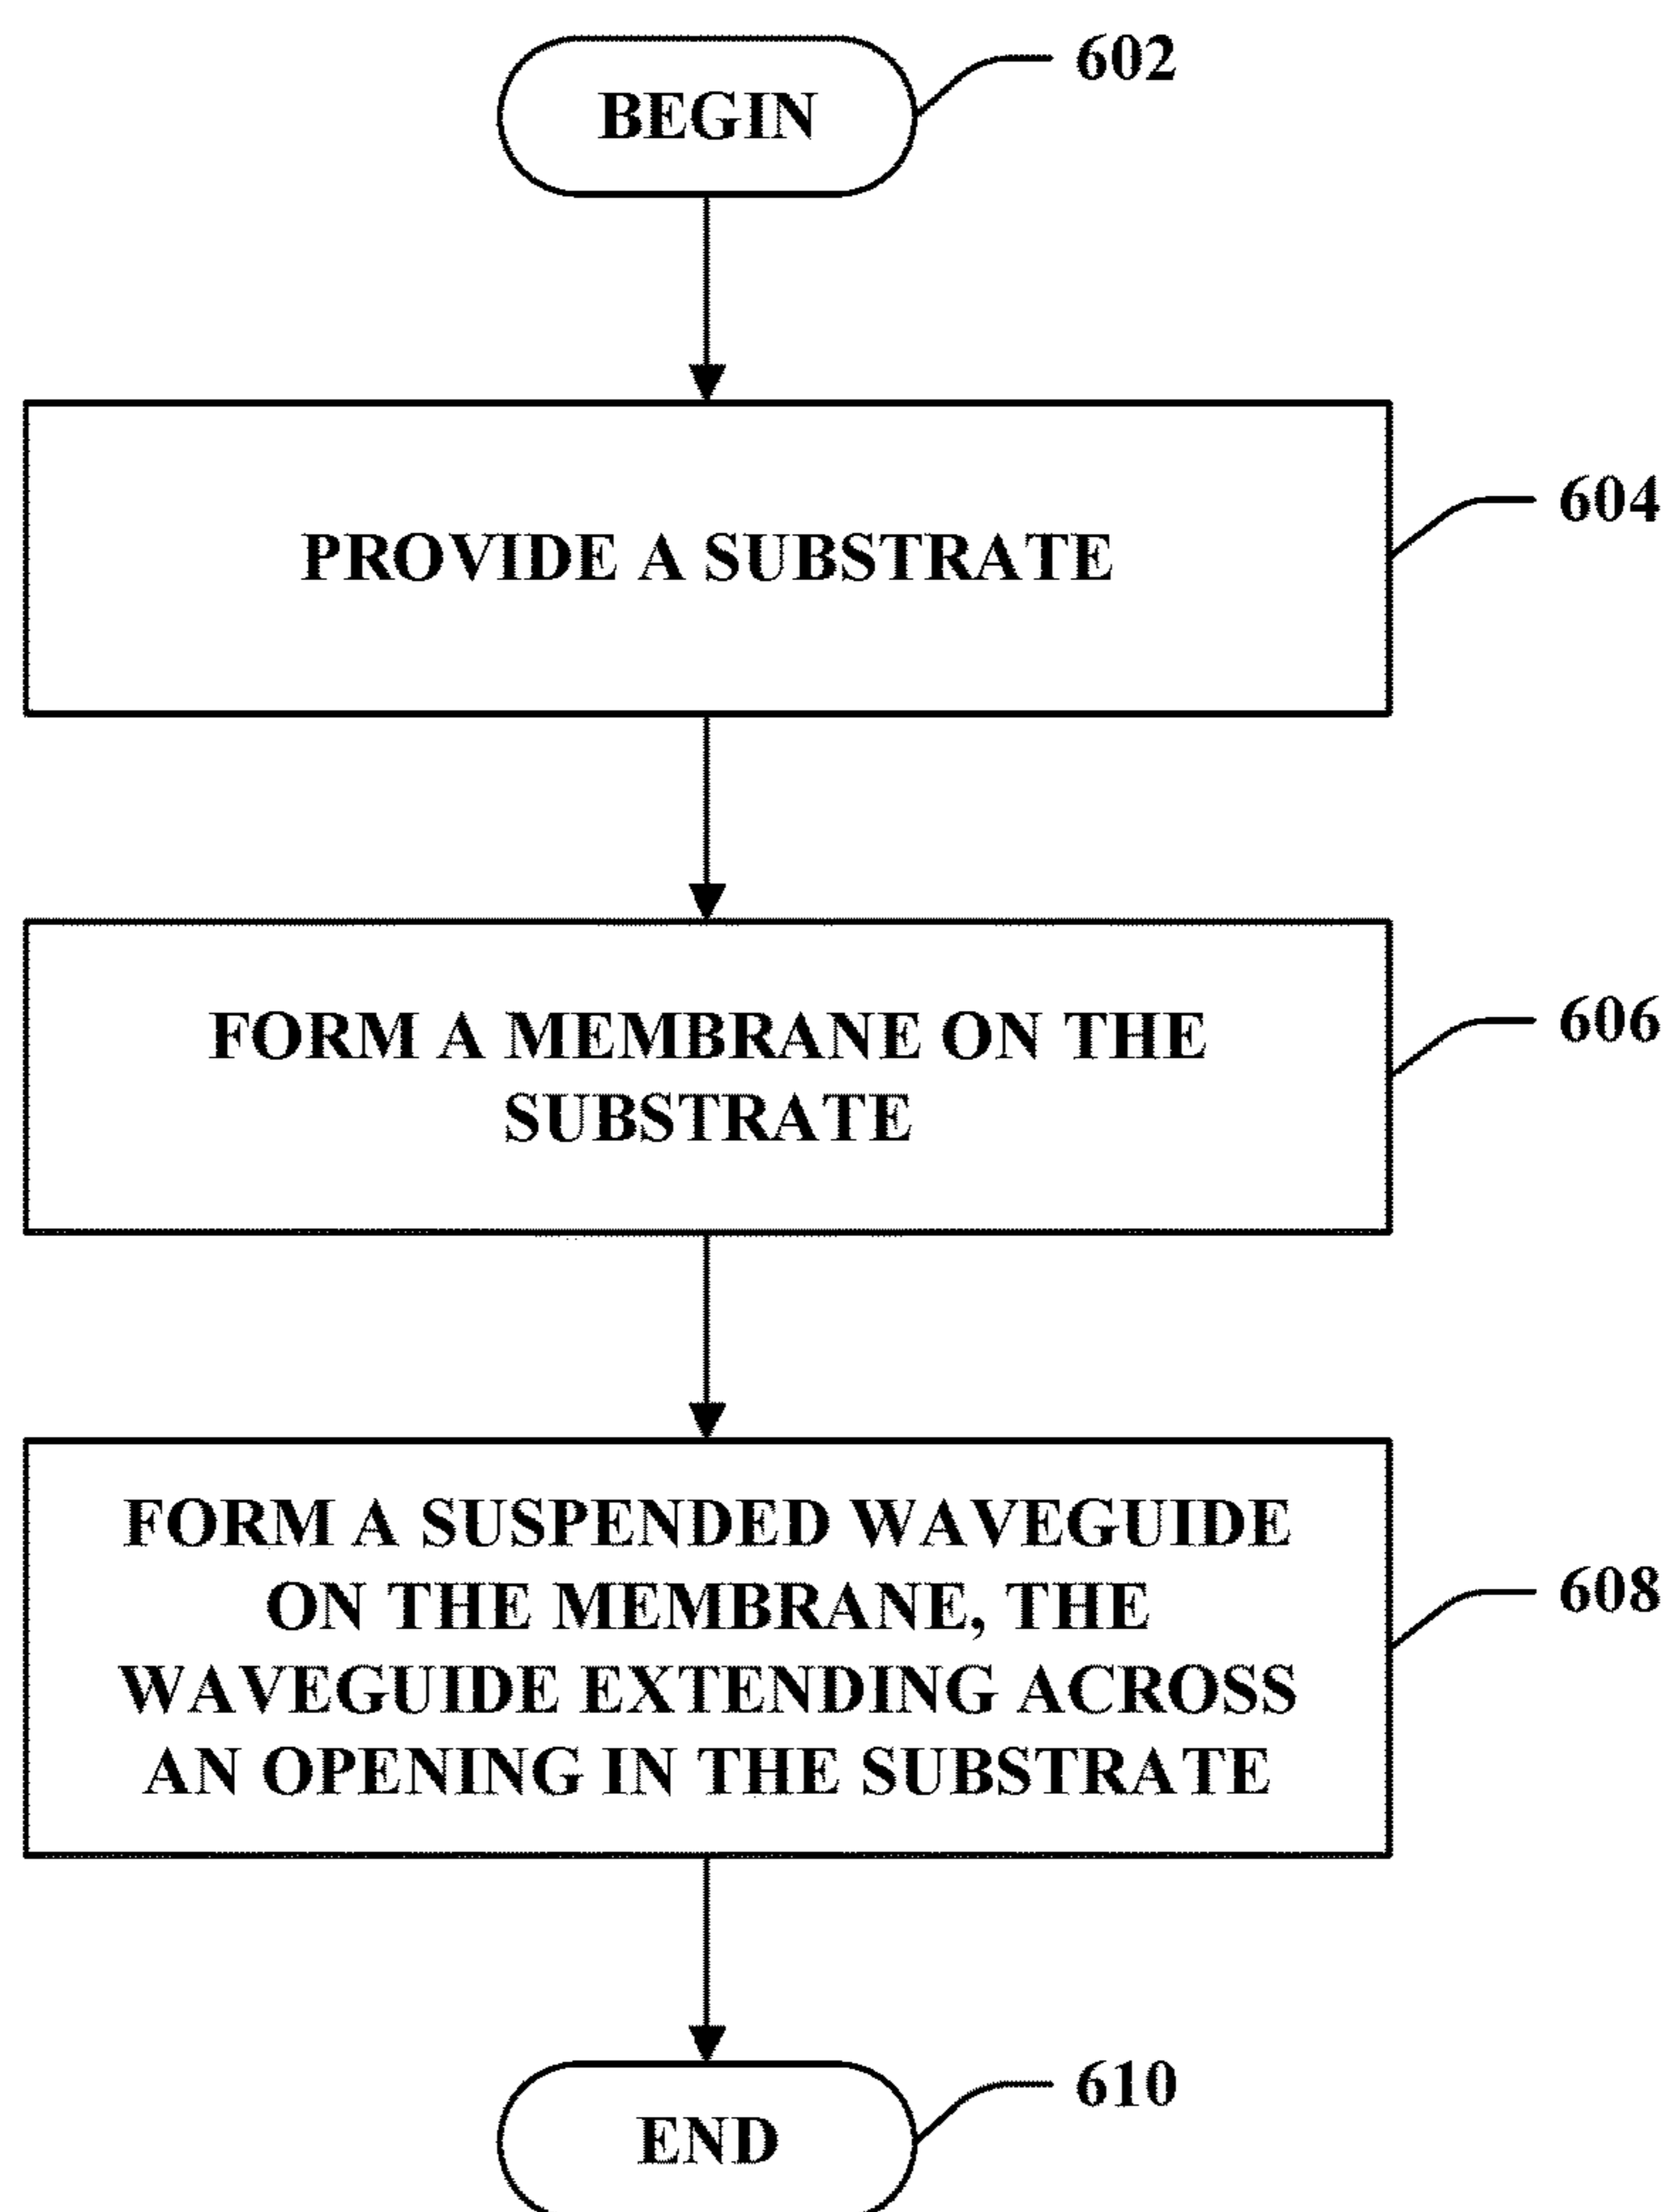 BEGIN
602
PROVIDE A SUBSTRATE
604
FORM A MEMBRANE ON THE
SUBSTRATE
606
FORM A SUSPENDED WAVEGUIDE
ON THE MEMBRANE, THE
WAVEGUIDE EXTENDING ACROSS
AN OPENING IN THE SUBSTRATE
608
END
610